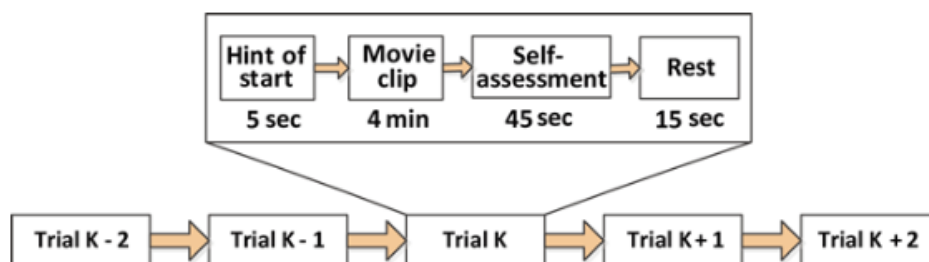 Hint of
start
Movie
clip
Self-
assessment
Rest
5 sec
4 min
45 sec
15 sec
Trial K - 2
Trial K - 1
Trial K
Trial K + 1
Trial K + 2